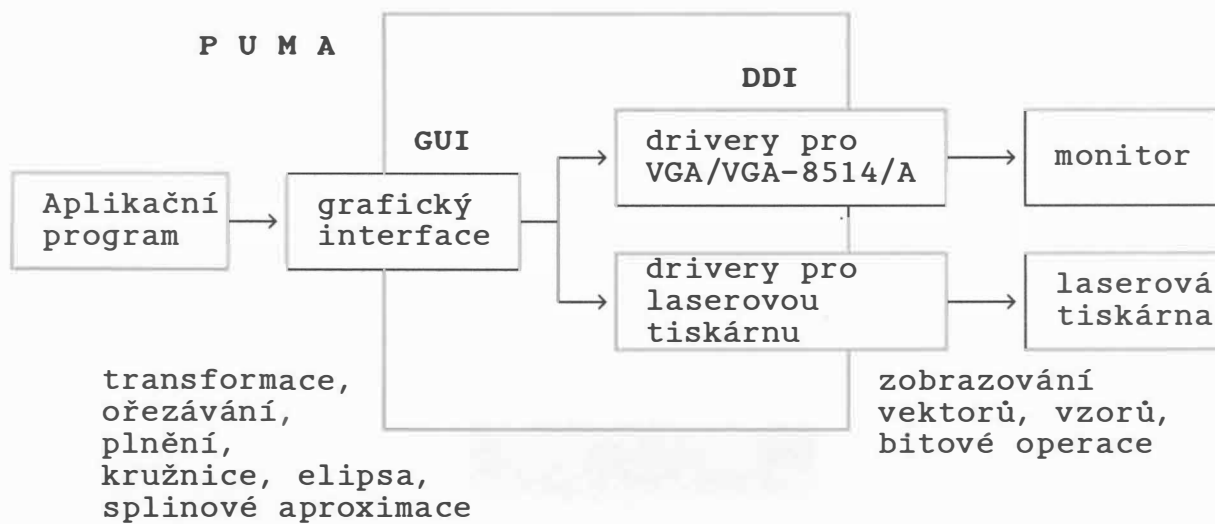 P U M A
DDI
GUI
drivery pro
VGA/VGA-8514/A
monitor
Aplikační
program
grafický
interface
drivery pro
laserovou
tiskárnu
laserová
tiskárna
transformace,
ořezávání,
plnění,
kružnice, elipsa,
splinové aproximace
zobrazování
vektorů, vzorů,
bitové operace